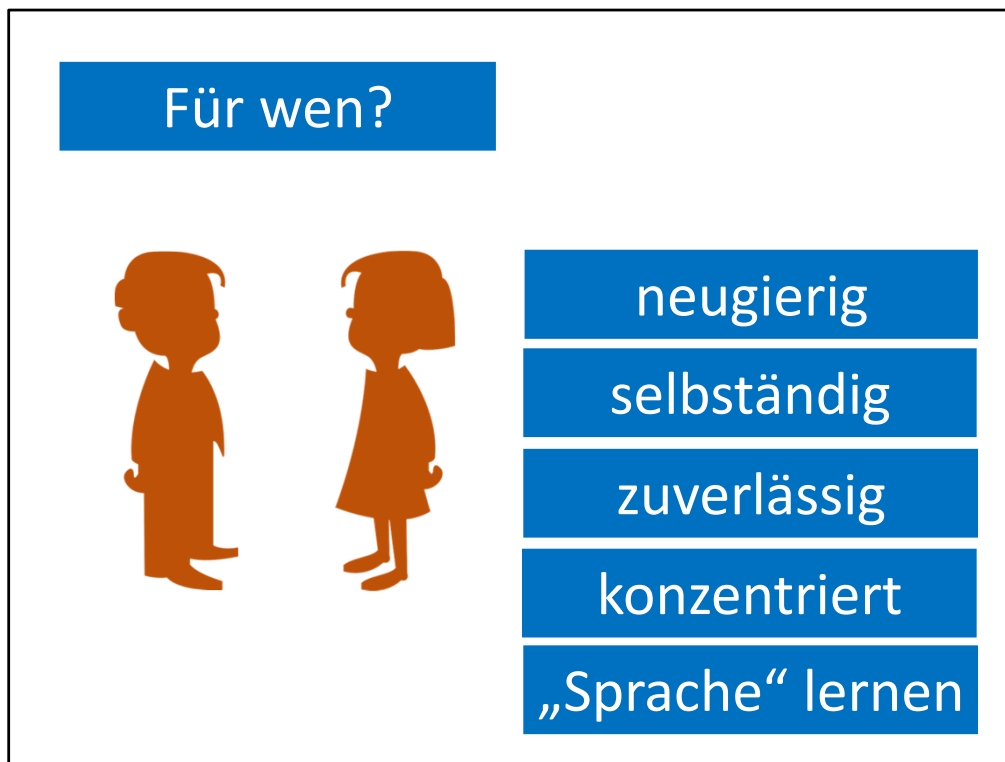 Für wen?
neugierig
selbständig
zuverlässig
konzentriert
„Sprache“ lernen